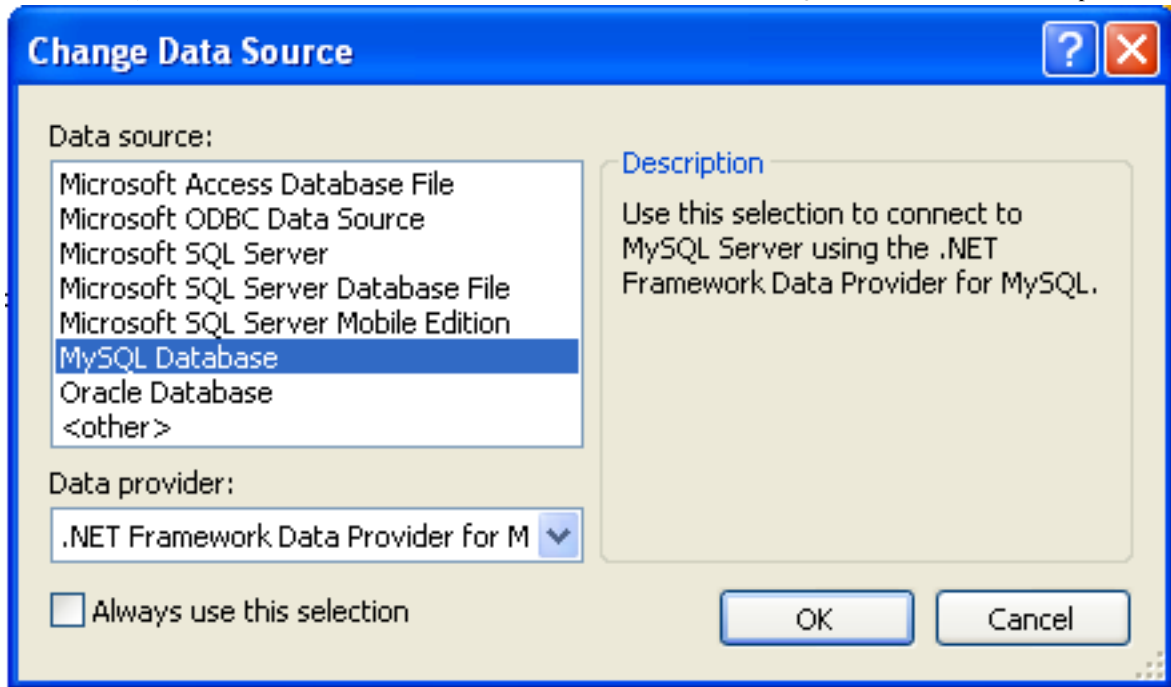 Change Data Source
Data source:
Microsoft Access Database File
Microsoft ODBC Data Source
Microsoft SQL Server
Microsoft SQL Server Database File
Microsoft SQL Server Mobile Edition
MySQL Database
Oracle Database
<other>
Description
Use this selection to connect to
MySQL Server using the .NET
Framework Data Provider for MySQL.
Data provider:
.NET Framework Data Provider for M
Always use this selection
OK
Cancel